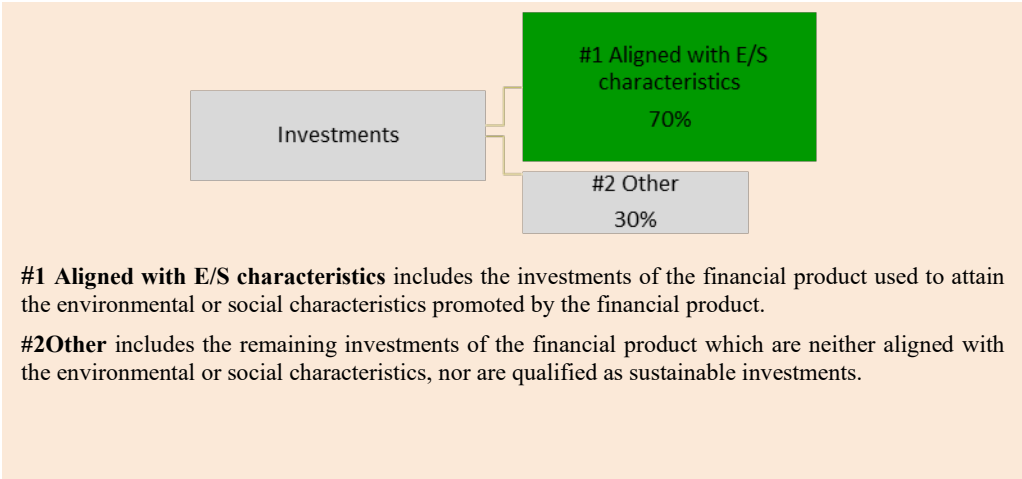 #1 Aligned with E/S
characteristics
70%
Investments
#2 Other
30%
#1 Aligned with E/S characteristics includes the investments of the financial product used to attain
the environmental or social characteristics promoted by the financial product.
#2Other includes the remaining investments of the financial product which are neither aligned with
the environmental or social characteristics, nor are qualified as sustainable investments.